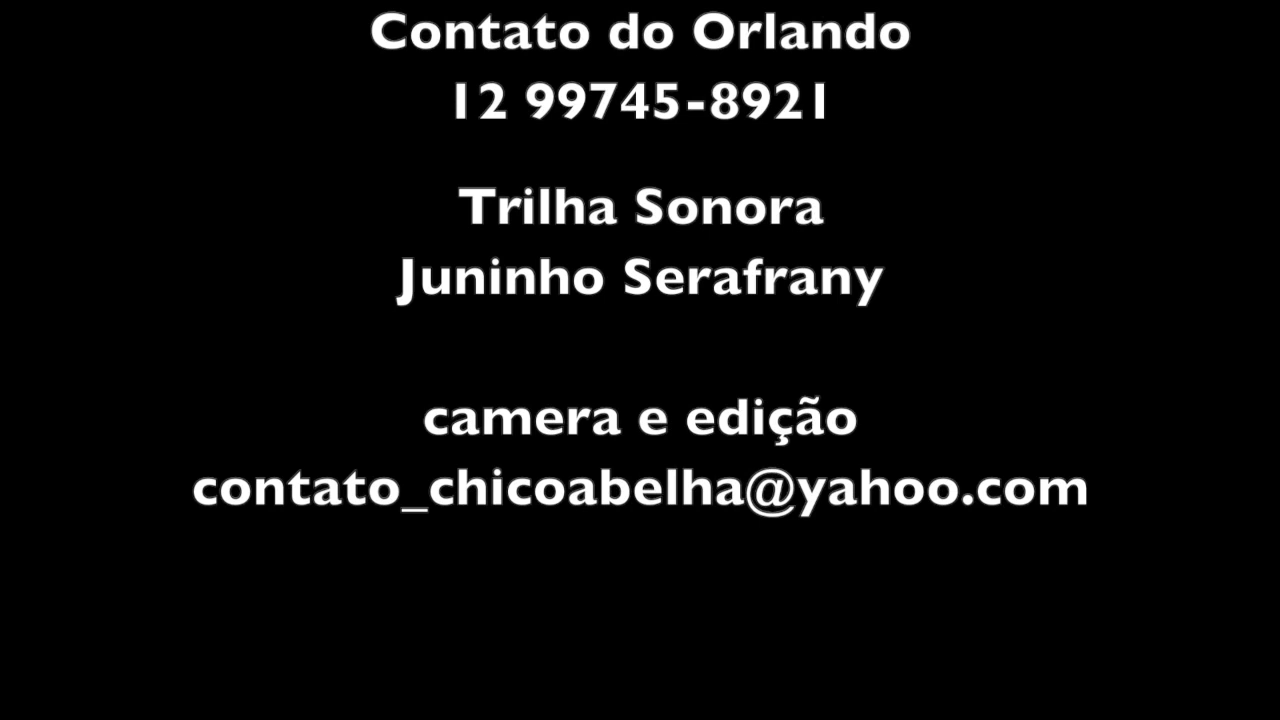 Contato do Orlando
12 99745-8921
Trilha Sonora
Juninho Serafrany
camera e edição
contato_chicoabelha@yahoo.com